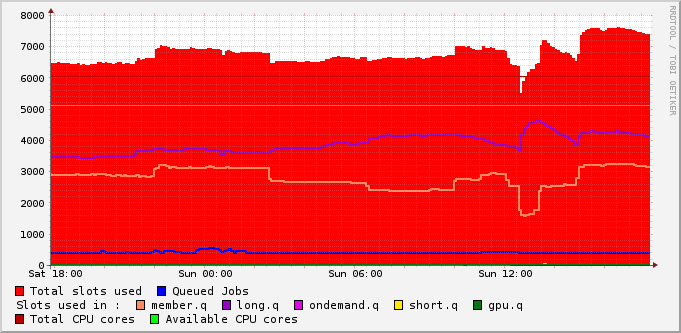 8000
7000
6000
5000
4000
3000
2000
1000
0
Sat 18:00 Sun 00:00 Sun 06:00 Sun 12:00
Total slots used Queued Jobs
Slots used in : member.q long.q ondemand.q short.q gpu.q
Total CPU cores Available CPU cores
RRDTOOL / TOBI OETIKER